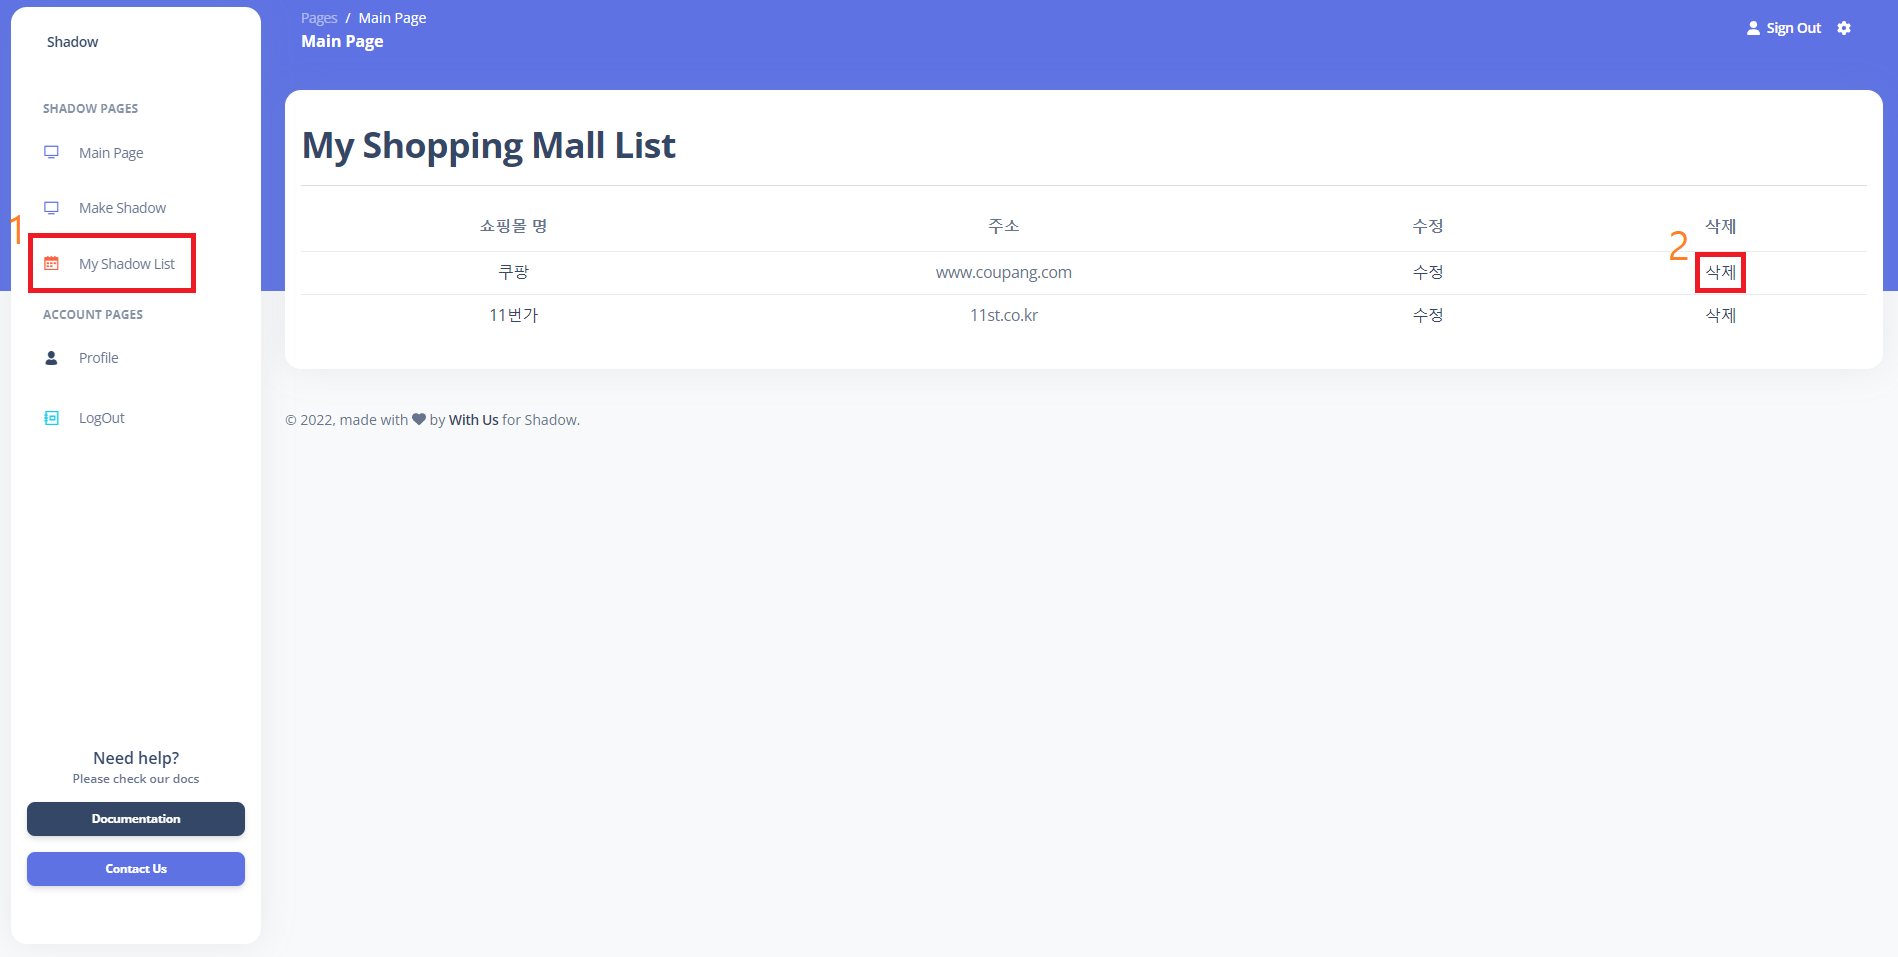 Shadow
SHADOW PAGES
Main Page
Make Shadow
1
My Shadow List
ACCOUNT PAGES
Profile
LogOut
Need help?
Please check our docs
Documentation
Contact Us
Pages / Main Page
Main Page
Sign Out
My Shopping Mall List
쇼핑몰 명 주소 수정 삭제
2
쿠팡 www.coupang.com 수정 삭제
11번가 11st.co.kr 수정 삭제
© 2022, made with by With Us for Shadow.